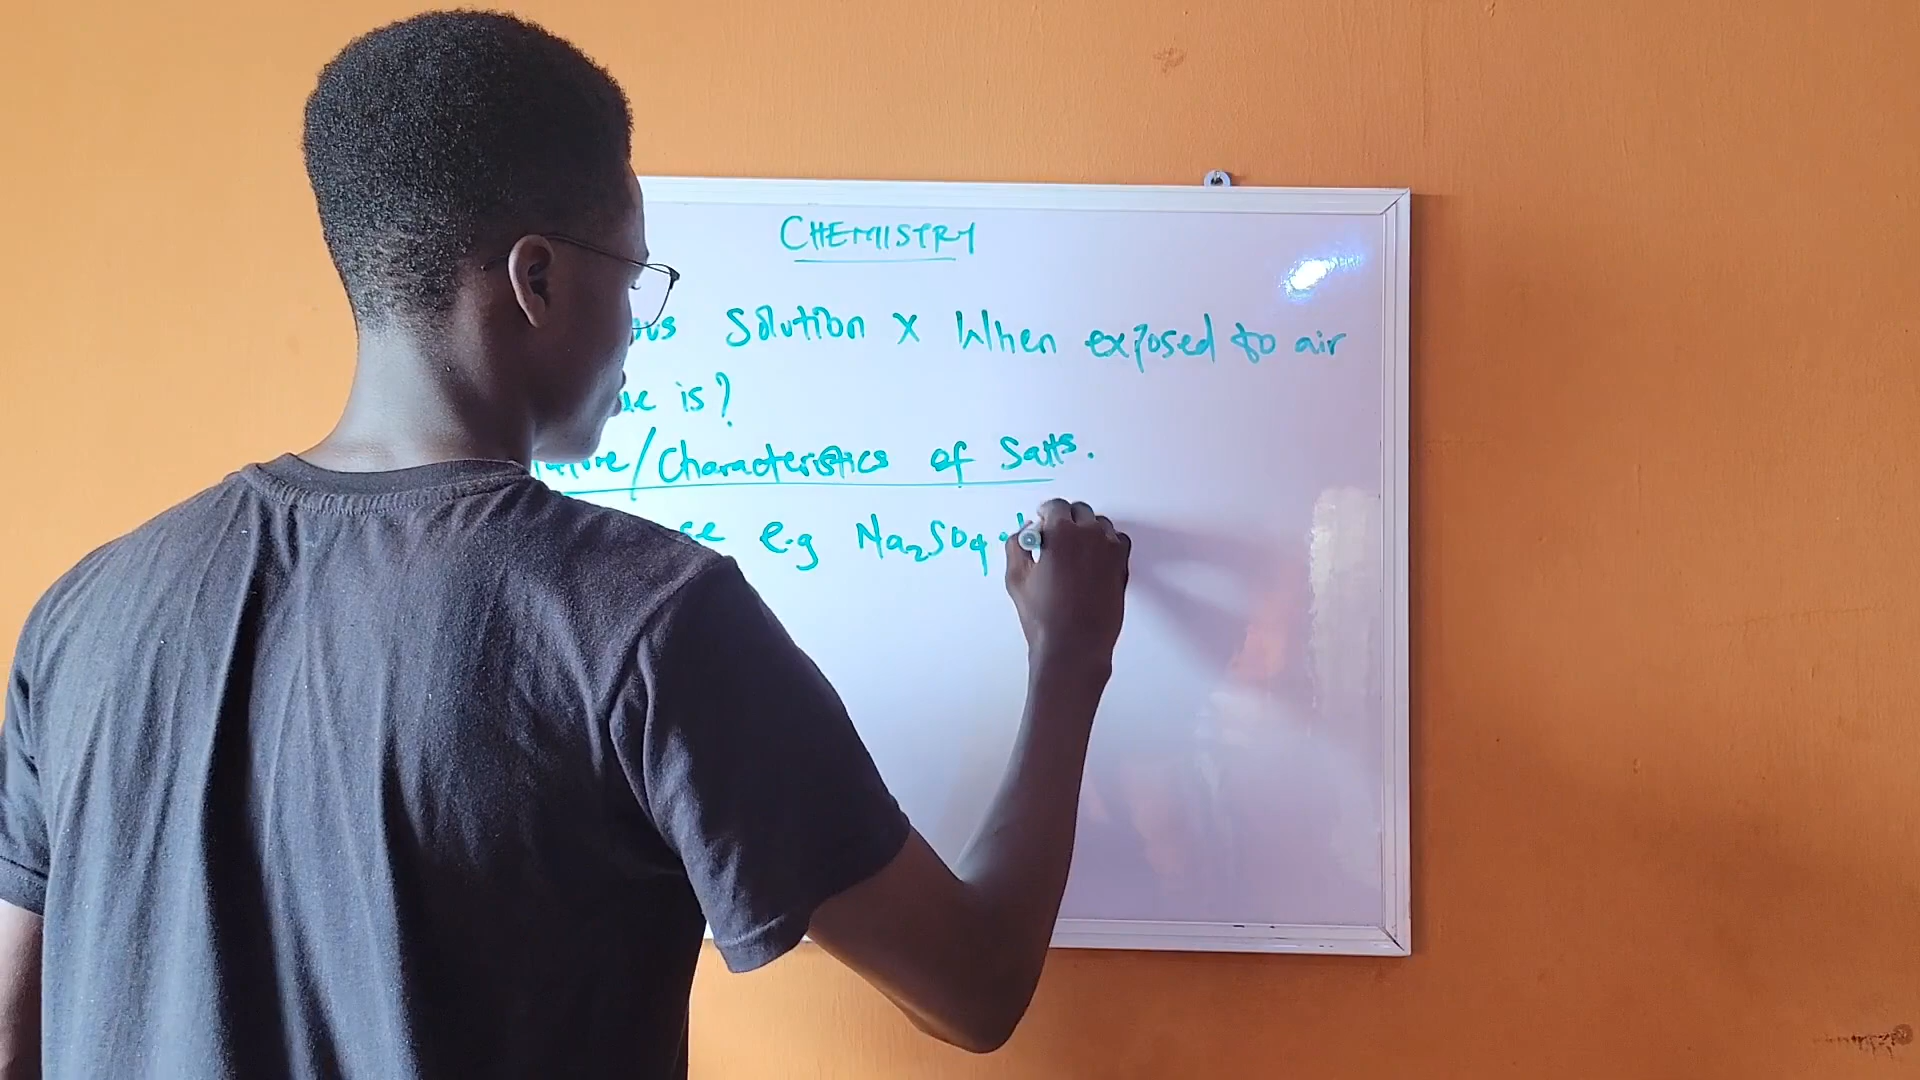 CHEMISTRY
Solution X When exposed to air
is?
/Characteristics of Salts.
e.g Na₂SO₄.